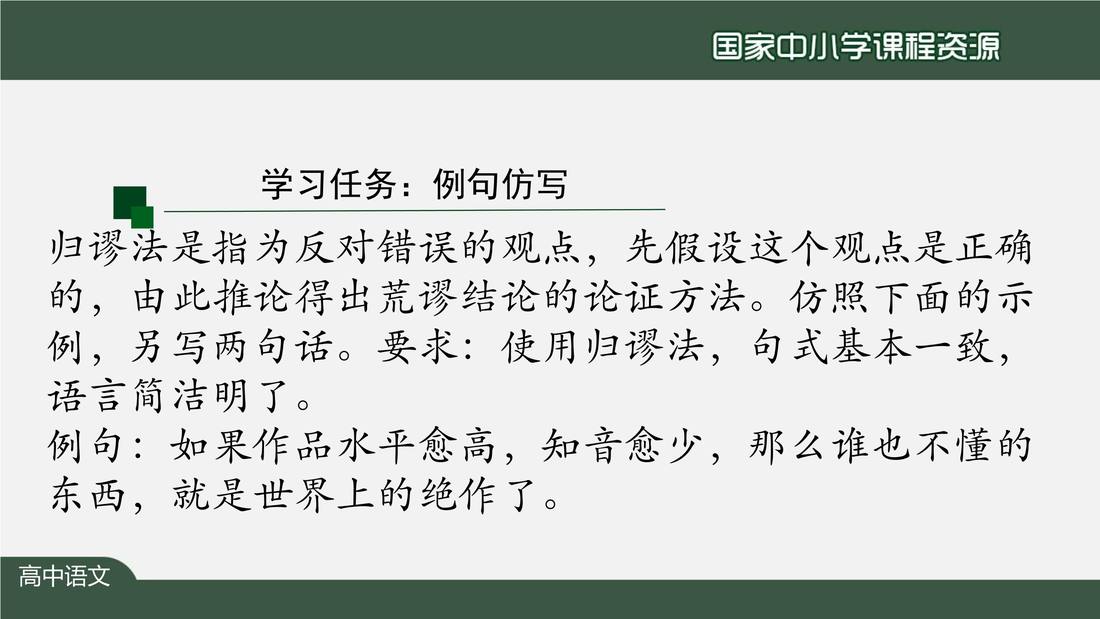 国家中小学课程资源
学习任务：例句仿写
归谬法是指为反对错误的观点，先假设这个观点是正确
的，由此推论得出荒谬结论的论证方法。仿照下面的示
例，另写两句话。要求：使用归谬法，句式基本一致，
语言简洁明了。
例句：如果作品水平愈高，知音愈少，那么谁也不懂的
东西，就是世界上的绝作了。
高中语文